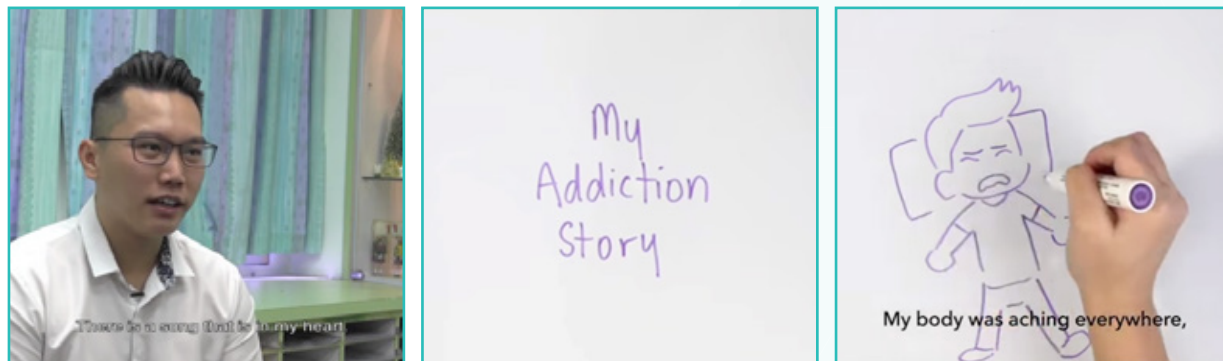 There is a song that is in my heart
My
Addiction
Story
My body was aching everywhere,